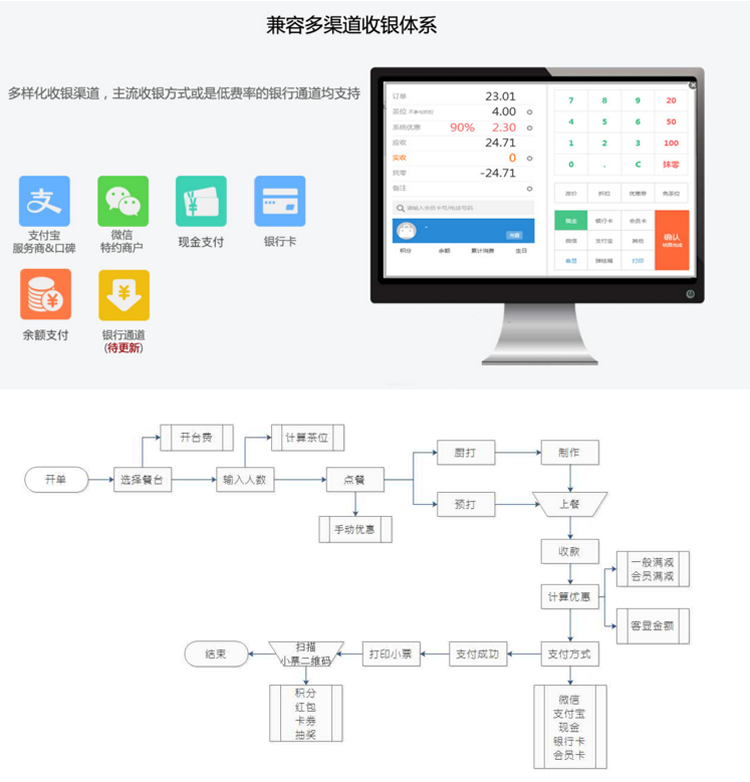 兼容多渠道收银体系
多样化收银渠道，主流收银方式或是低费率的银行通道均支持
支付宝
服务商&口碑
微信
特约商户
现金支付
银行卡
余额支付
银行通道
(待更新)
订单 23.01
茶位 4.00
系统优惠 90% 2.30
应收 24.71
实收 0
抹零 -24.71
备注
积分 余额 累计消费 生日
7 8 9 20
4 5 6 50
1 2 3 100
0 . C 抹零
改价 折扣 优惠券 免茶位
现金 银行卡 会员卡
微信 支付宝 其他
打印
确认
开台费
计算茶位
开单
选择餐台
输入人数
点餐
手动优惠
厨打
制作
预打
上餐
收款
一般满减
会员满减
计算优惠
客显金额
结束
扫描
小票二维码
打印小票
支付成功
支付方式
积分
红包
卡券
抽奖
微信
支付宝
现金
银行卡
会员卡